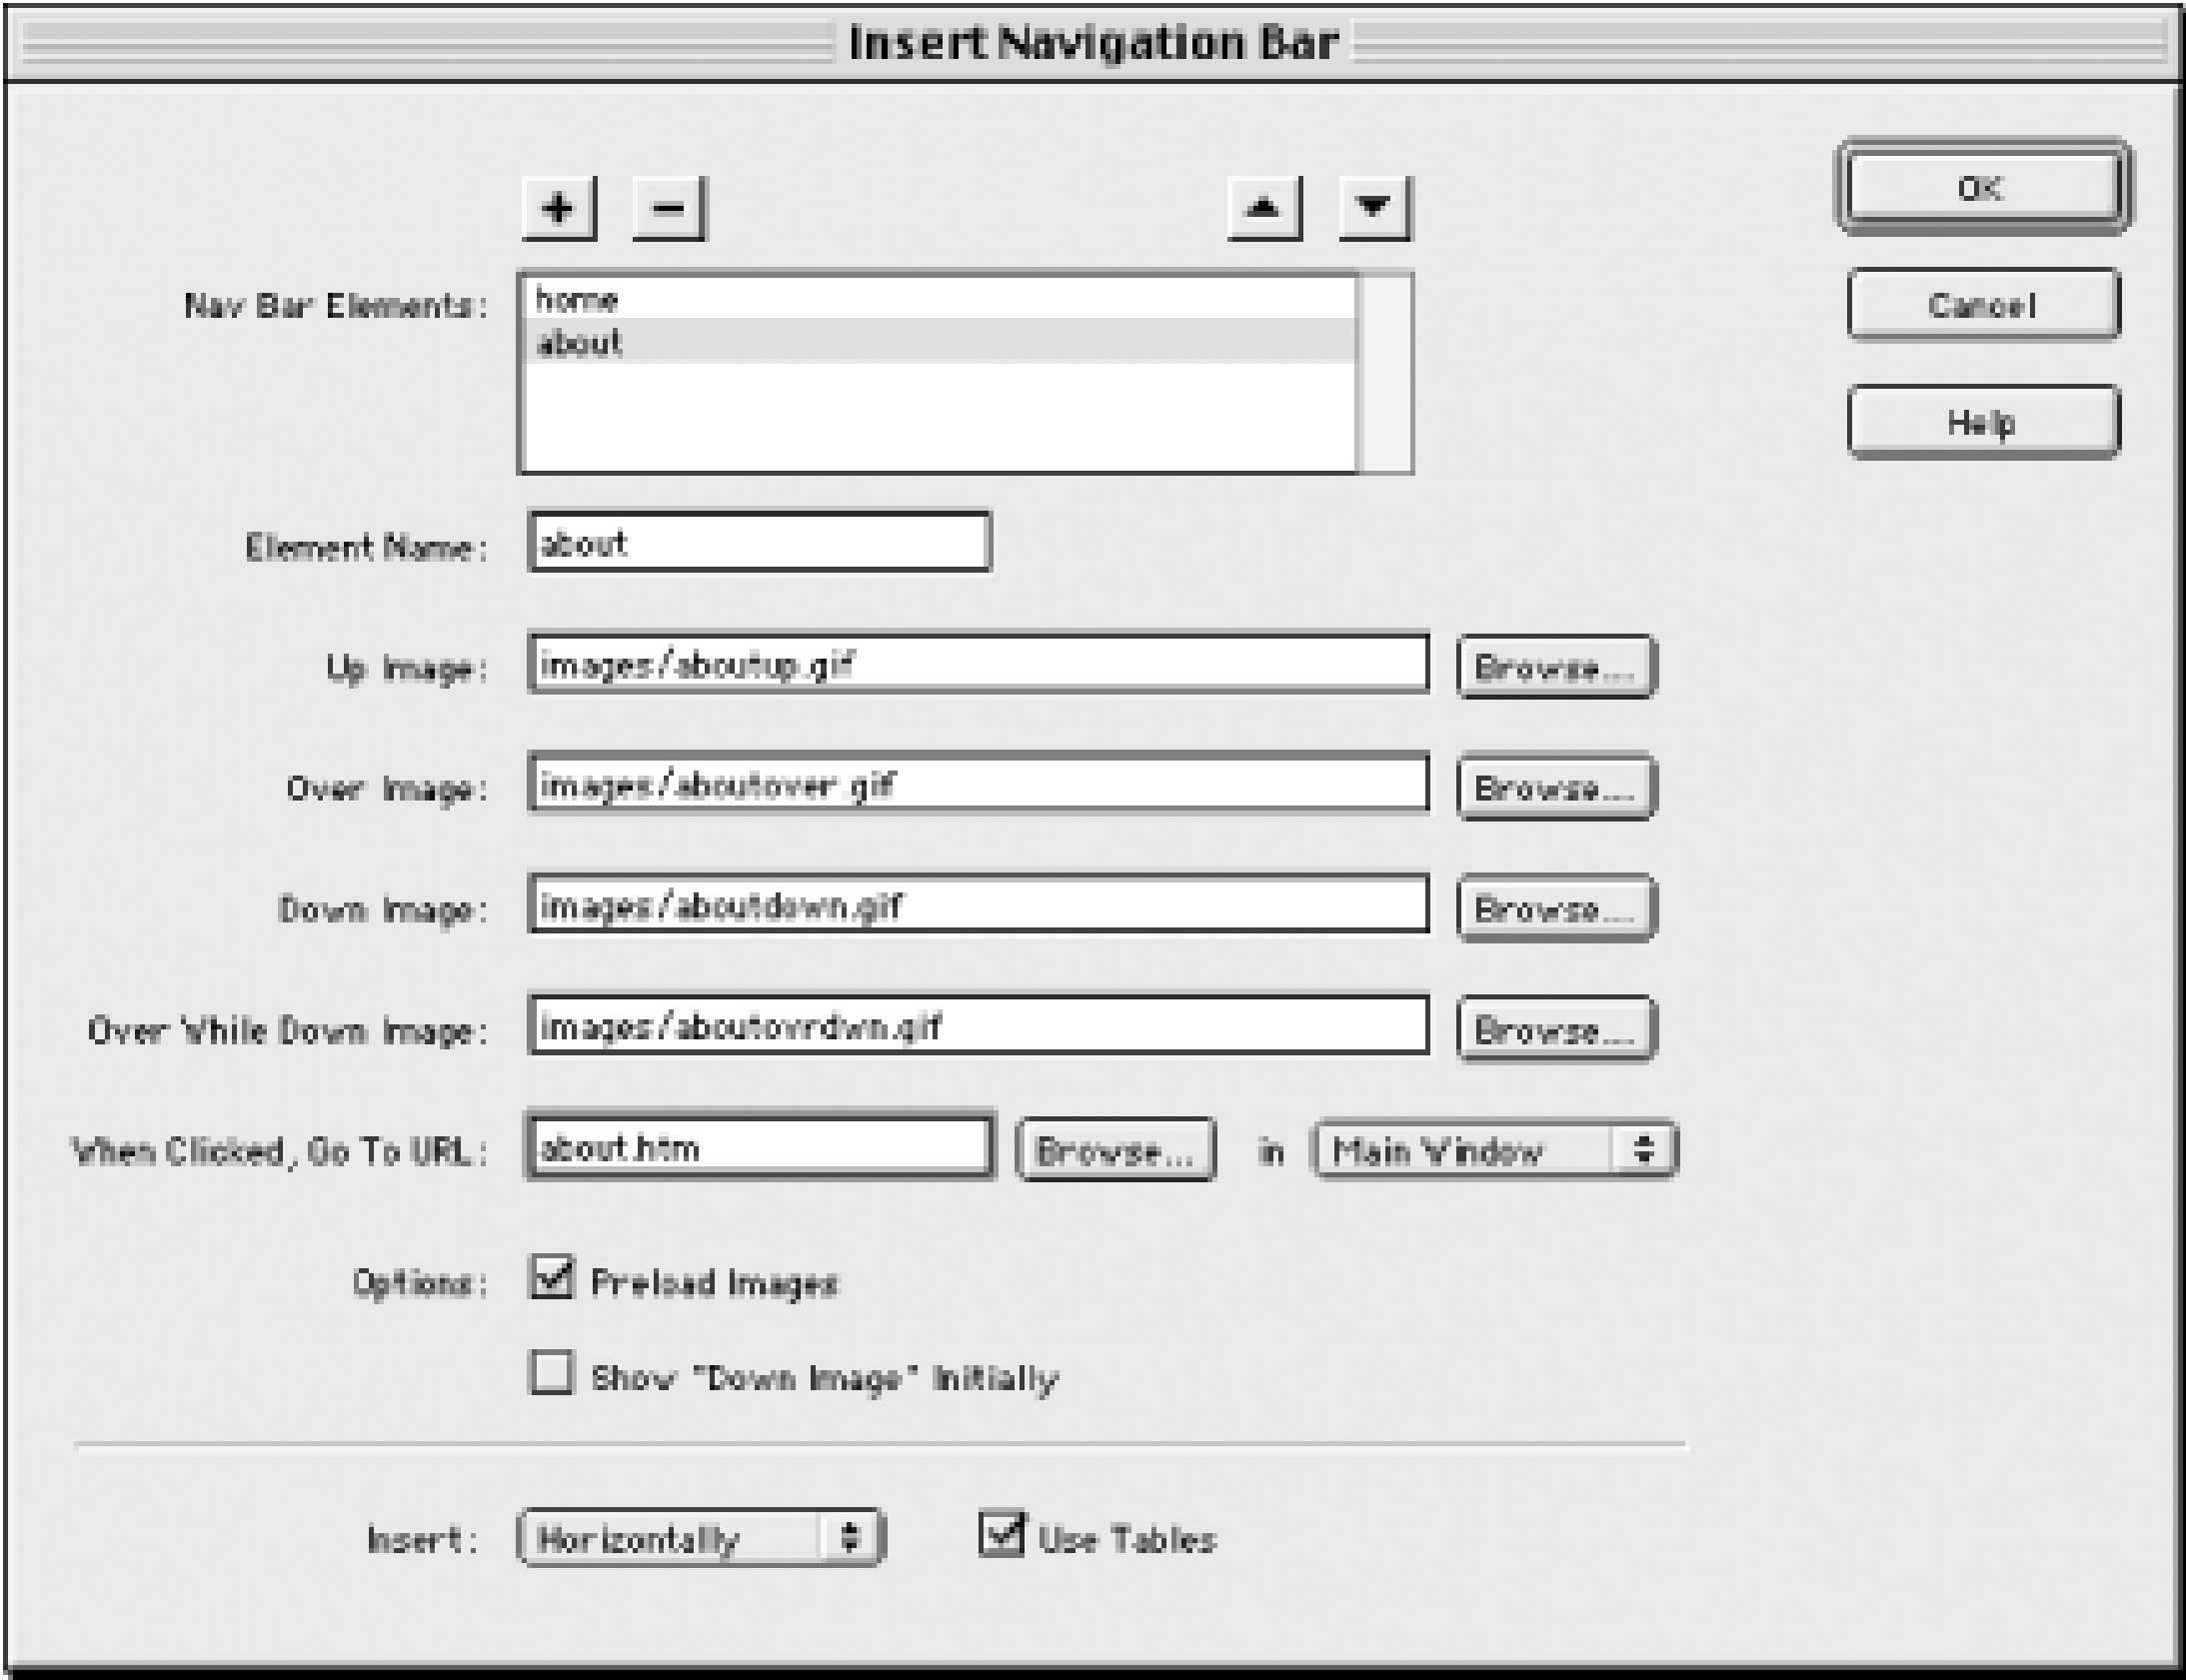 Insert Navigation Bar
+ −
OK
Nav Bar Elements: home
about
Cancel
Help
Element Name: about
Up Image: images/aboutup.gif Browse...
Over Image: images/aboutover.gif Browse...
Down Image: images/aboutdown.gif Browse...
Over While Down Image: images/aboutovrdwn.gif Browse...
When Clicked, Go To URL: about.htm Browse... in Main Window
Options: Preload Images
Show "Down Image" Initially
Insert: Horizontally Use Tables